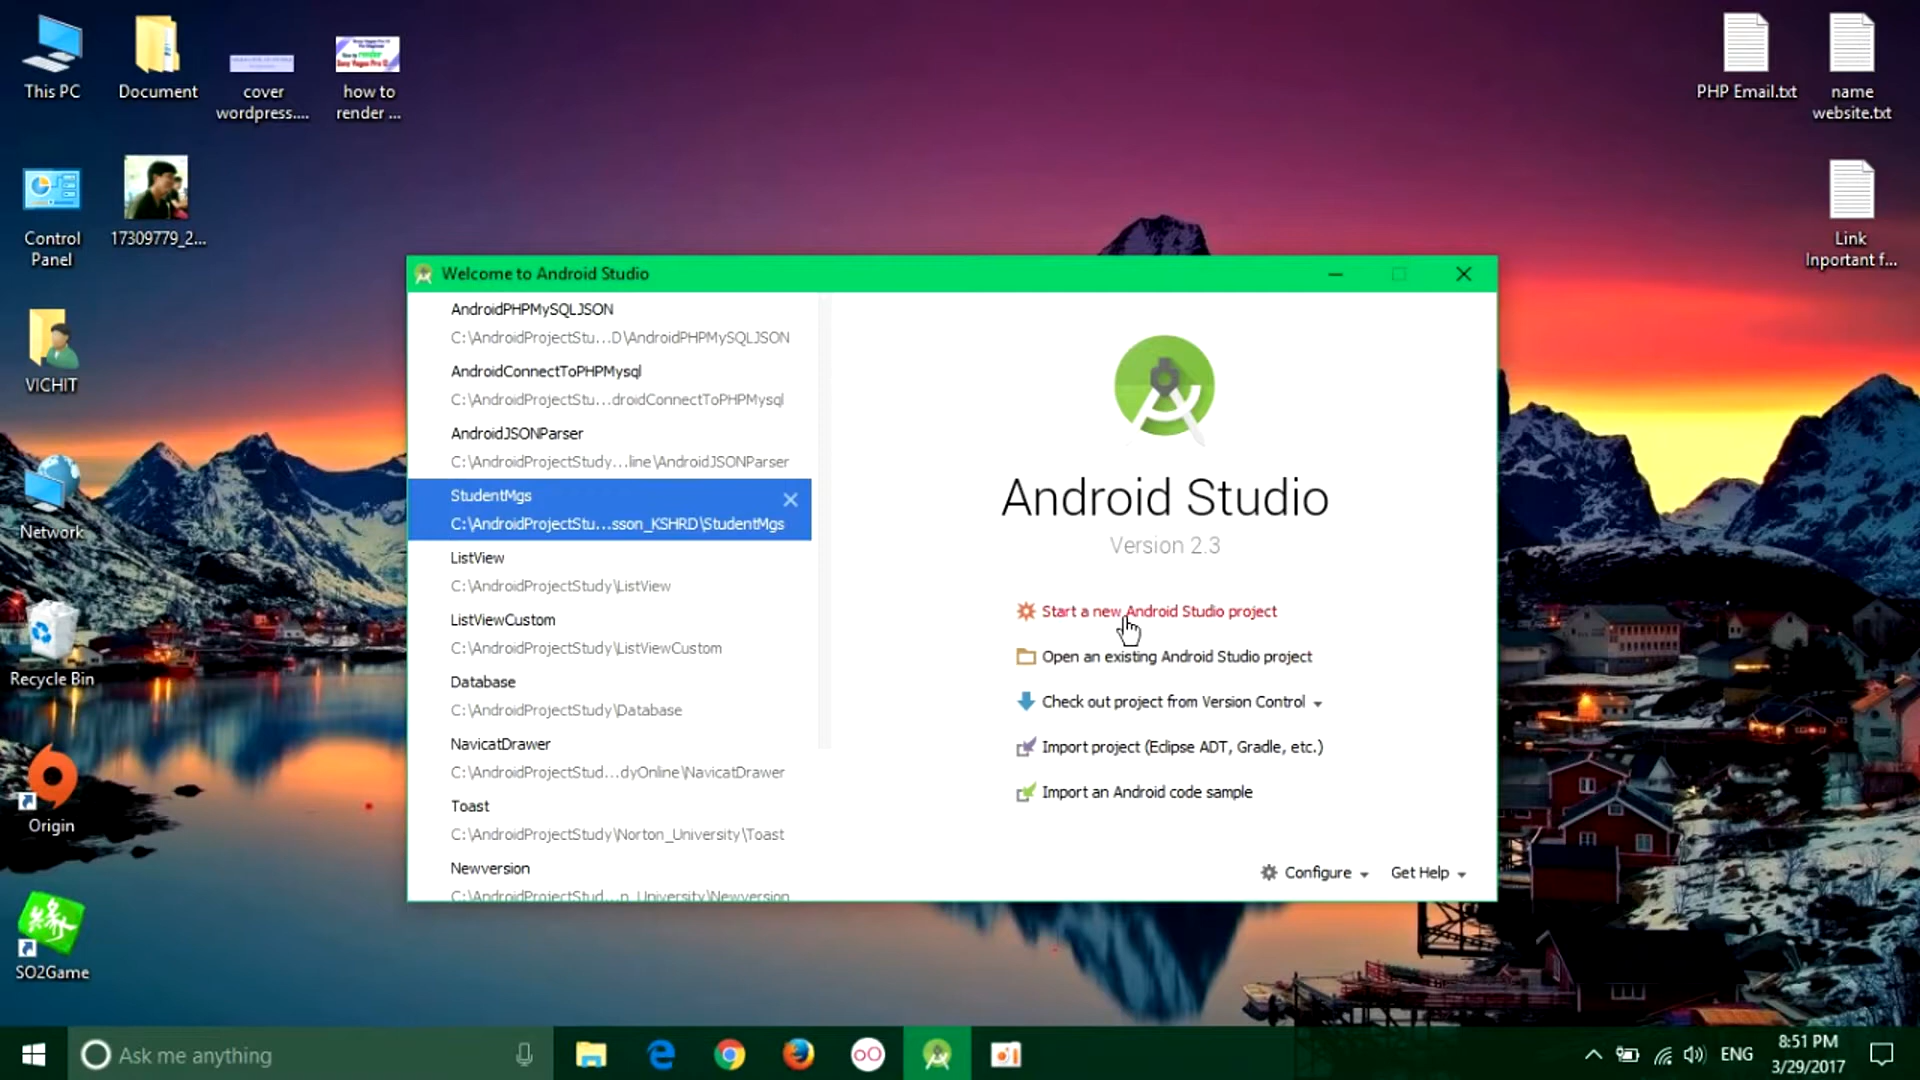 This PC
Document
cover
wordpress....
how to
render ...
PHP Email.txt
name
website.txt
Control
Panel
17309779_2...
Link
Inportant f...
VICHIT
Network
Recycle Bin
Origin
SO2Game
Welcome to Android Studio
AndroidPHPMySQLJSON
C:\AndroidProjectStu...D\AndroidPHPMySQLJSON
AndroidConnectToPHPMysql
C:\AndroidProjectStu...droidConnectToPHPMysql
AndroidJSONParser
C:\AndroidProjectStudy...line\AndroidJSONParser
StudentMgs
C:\AndroidProjectStu...sson_KSHRD\StudentMgs
ListView
C:\AndroidProjectStudy\ListView
ListViewCustom
C:\AndroidProjectStudy\ListViewCustom
Database
C:\AndroidProjectStudy\Database
NavicatDrawer
C:\AndroidProjectStud...dyOnline\NavicatDrawer
Toast
C:\AndroidProjectStudy\Norton_University\Toast
Newversion
C:\AndroidProjectStud...n_University\Newversion
Android Studio
Version 2.3
Start a new Android Studio project
Open an existing Android Studio project
Check out project from Version Control
Import project (Eclipse ADT, Gradle, etc.)
Import an Android code sample
Configure
Get Help
Ask me anything
ENG
8:51 PM
3/29/2017